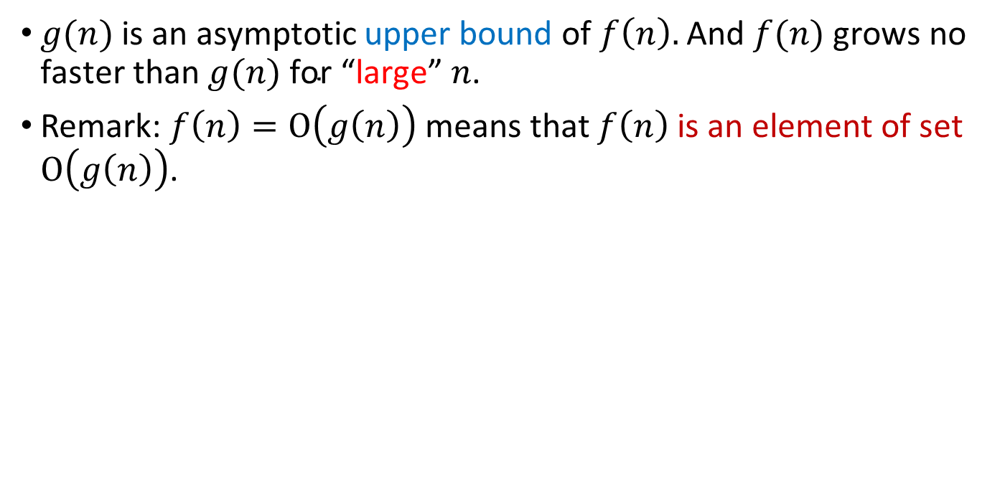 • g(n) is an asymptotic upper bound of f(n). And f(n) grows no
faster than g(n) for “large” n.
• Remark: f(n) = O(g(n)) means that f(n) is an element of set
O(g(n)).